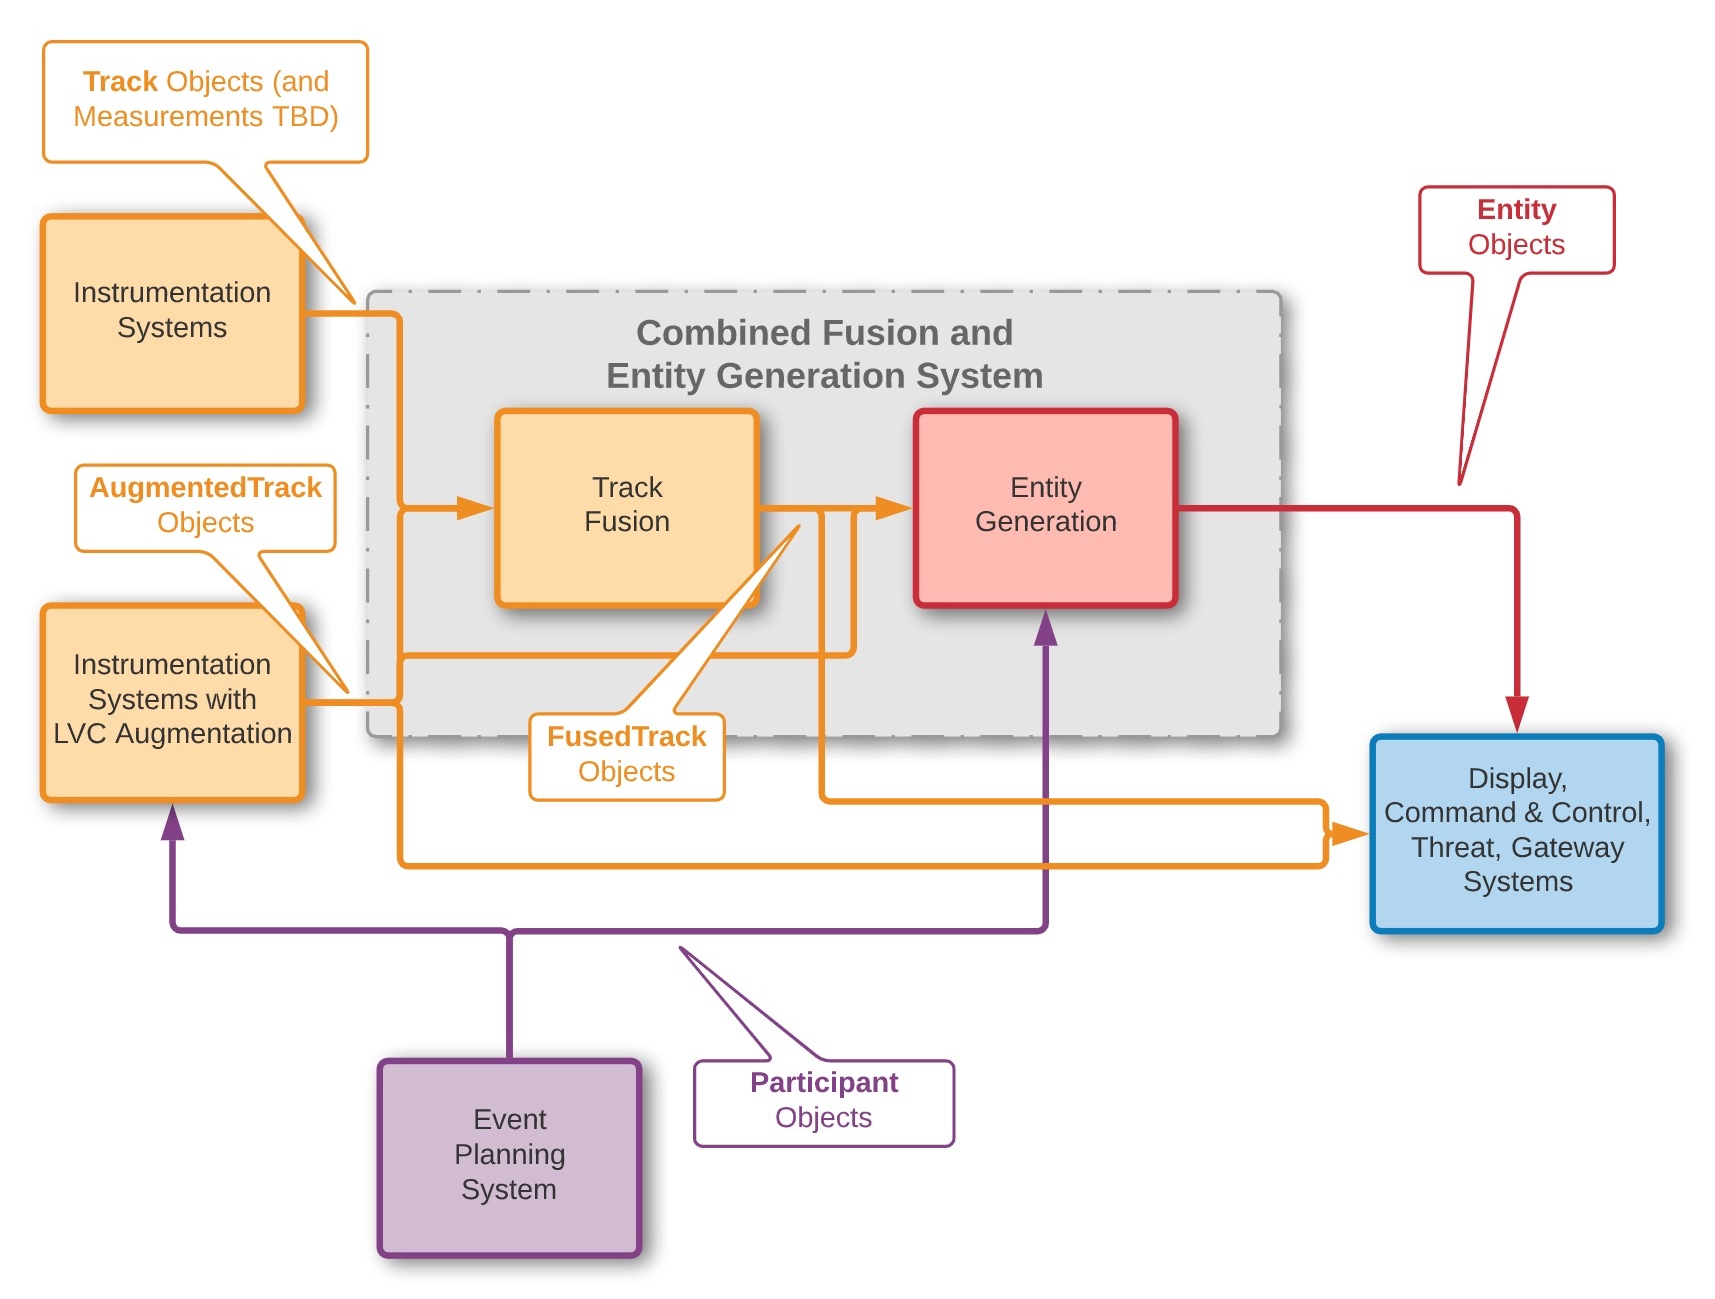 Track Objects (and
Measurements TBD)
Entity
Objects
Instrumentation
Systems
Combined Fusion and
Entity Generation System
AugmentedTrack
Objects
Track
Fusion
Entity
Generation
Instrumentation
Systems with
LVC Augmentation
FusedTrack
Objects
Display,
Command & Control,
Threat, Gateway
Systems
Participant
Objects
Event
Planning
System